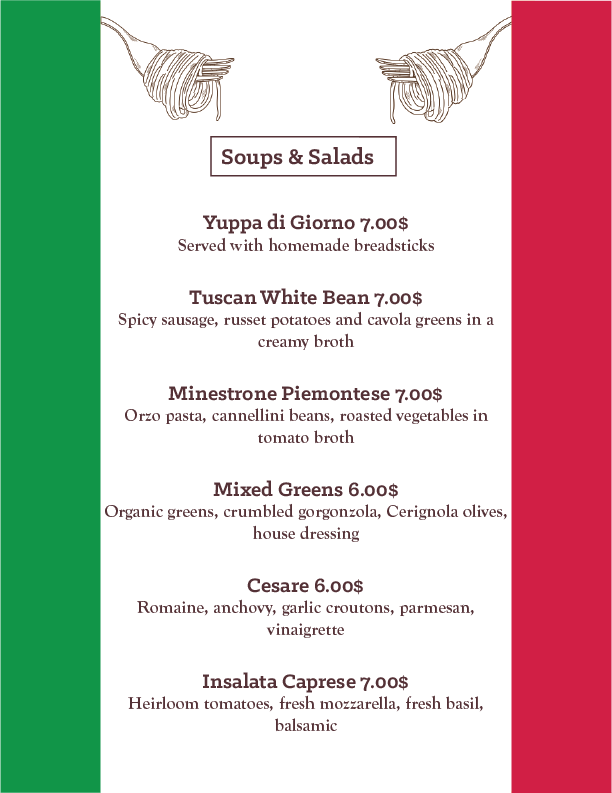 Soups & Salads
Yuppa di Giorno 7.00$
Served with homemade breadsticks
Tuscan White Bean 7.00$
Spicy sausage, russet potatoes and cavola greens in a
creamy broth
Minestrone Piemontese 7.00$
Orzo pasta, cannellini beans, roasted vegetables in
tomato broth
Mixed Greens 6.00$
Organic greens, crumbled gorgonzola, Cerignola olives,
house dressing
Cesare 6.00$
Romaine, anchovy, garlic croutons, parmesan,
vinaigrette
Insalata Caprese 7.00$
Heirloom tomatoes, fresh mozzarella, fresh basil,
balsamic